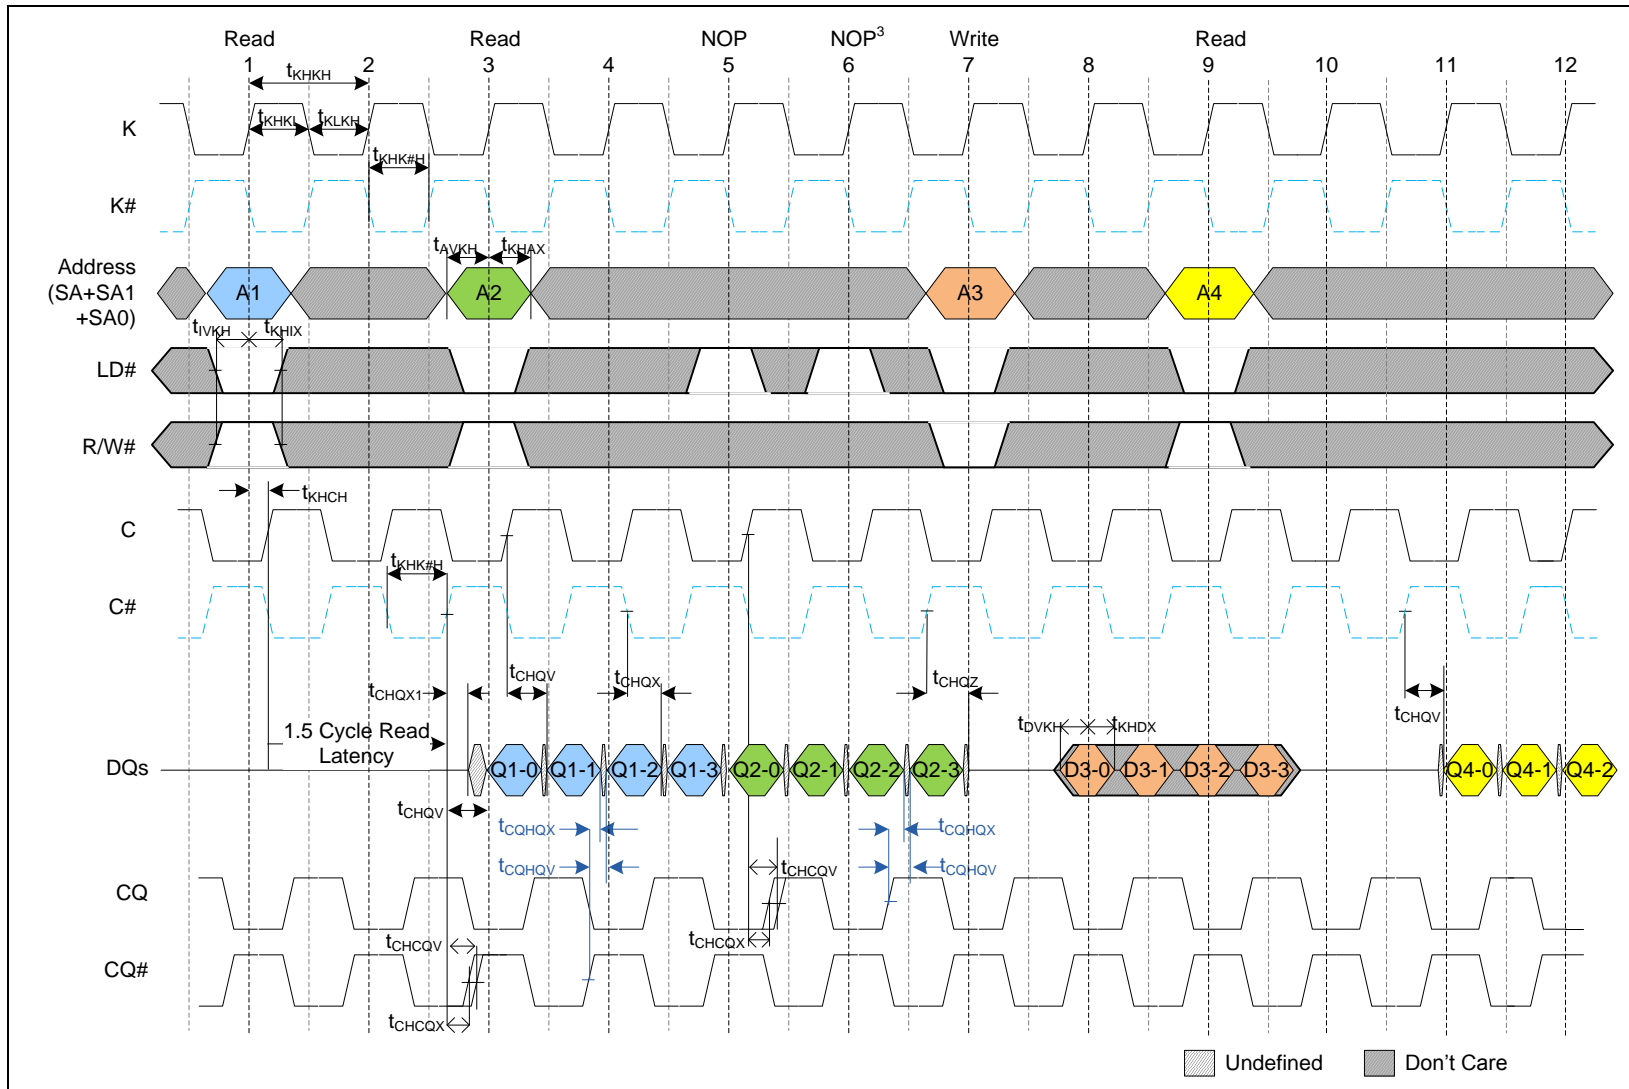 Read Read NOP NOP3 Write Read
1 2 3 4 5 6 7 8 9 10 11 12
tKHKH
K
tKHKL tKLKH
tKHK#H
K#
tAVKH tKHAX
Address
(SA+SA1
+SA0)
A1 A2 A3 A4
tIVKH tKHIX
LD#
R/W#
tKHCH
C
tKHK#H
C#
tCHQX1 tCHQV tCHQX tCHQZ tCHQV
tDVKH tKHDX
1.5 Cycle Read
Latency
DQs
Q1-0 Q1-1 Q1-2 Q1-3 Q2-0 Q2-1 Q2-2 Q2-3 D3-0 D3-1 D3-2 D3-3 Q4-0 Q4-1 Q4-2
tCHQV
tCQHQX tCQHQX
tCQHQV tCHCQV tCQHQV
CQ
tCHCQV tCHCQX
CQ#
tCHCQX
Undefined Don't Care